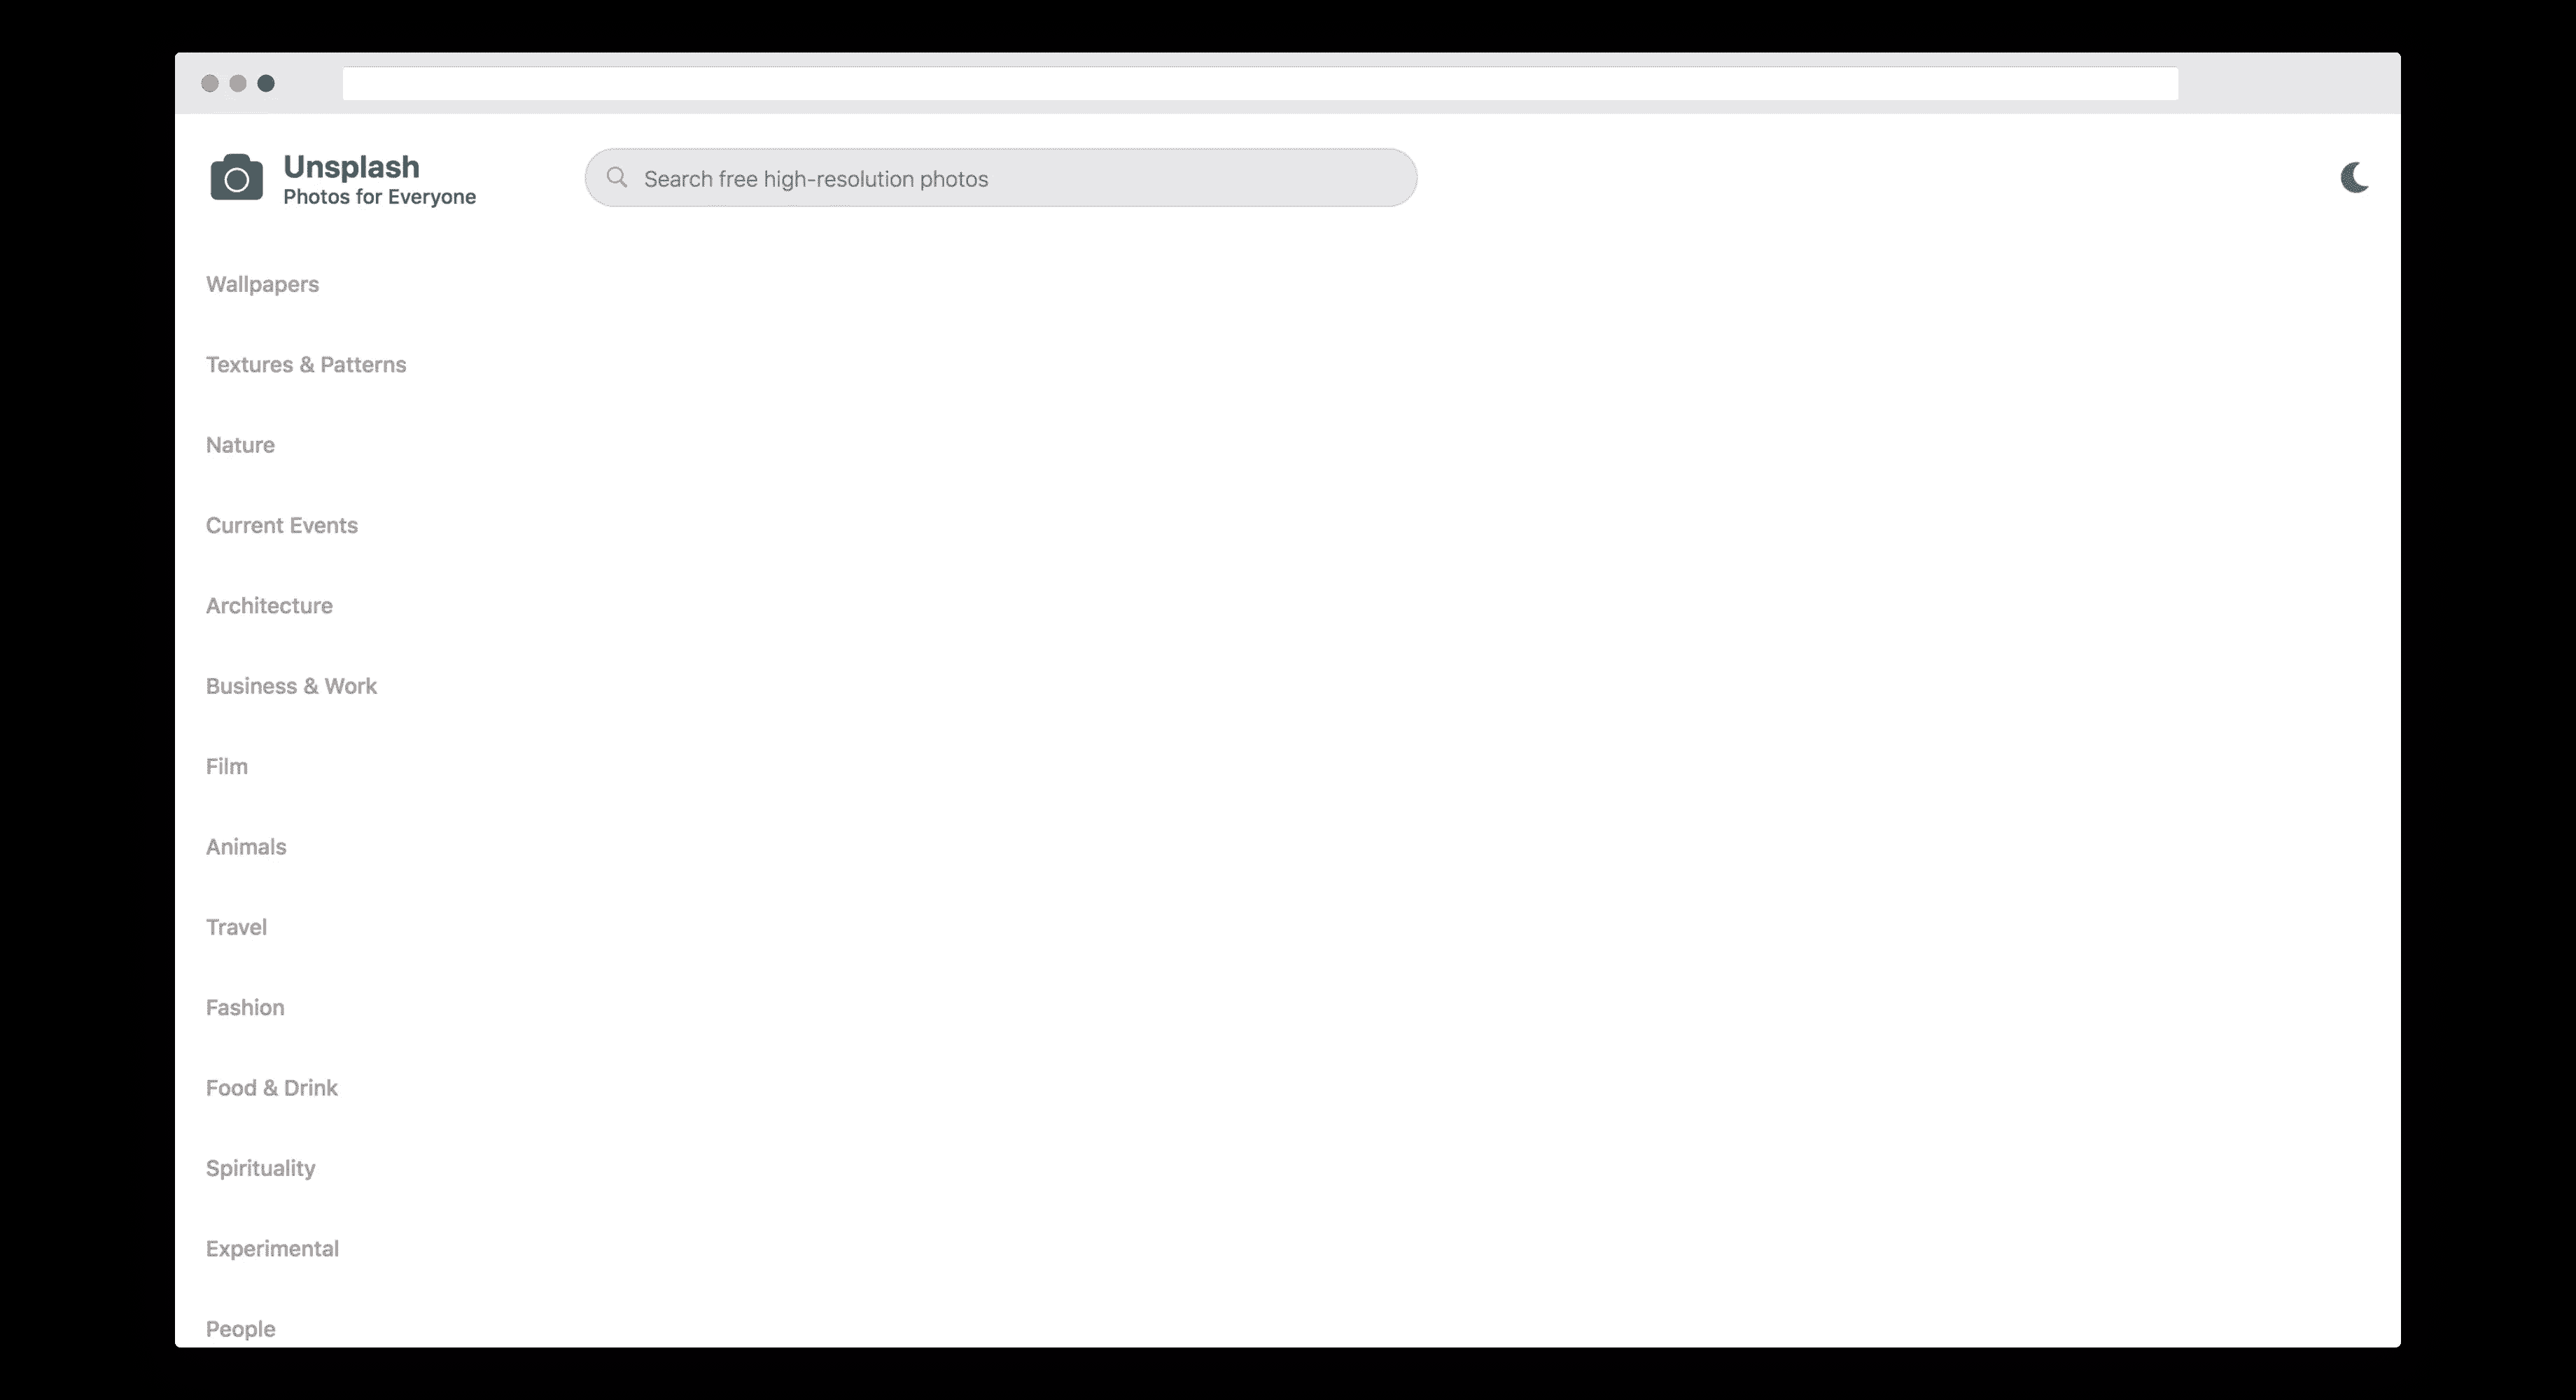 Unsplash
Photos for Everyone
Search free high-resolution photos
Wallpapers
Textures & Patterns
Nature
Current Events
Architecture
Business & Work
Film
Animals
Travel
Fashion
Food & Drink
Spirituality
Experimental
People